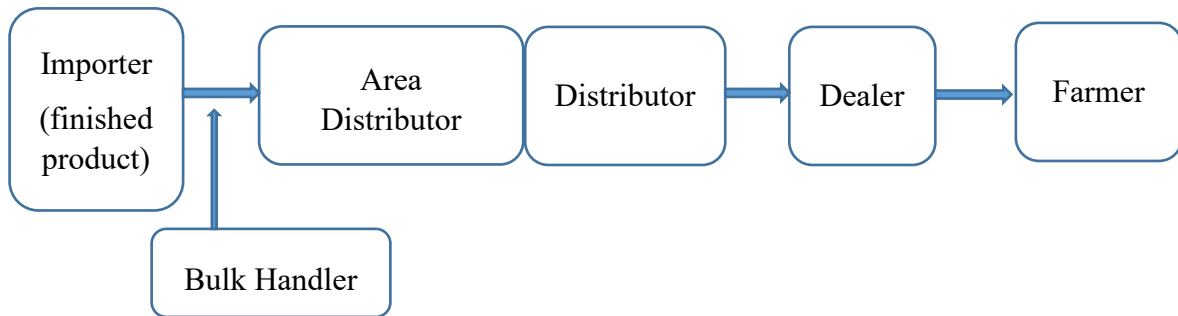 Importer
(finished
product)
Area
Distributor
Distributor
Dealer
Farmer
Bulk Handler